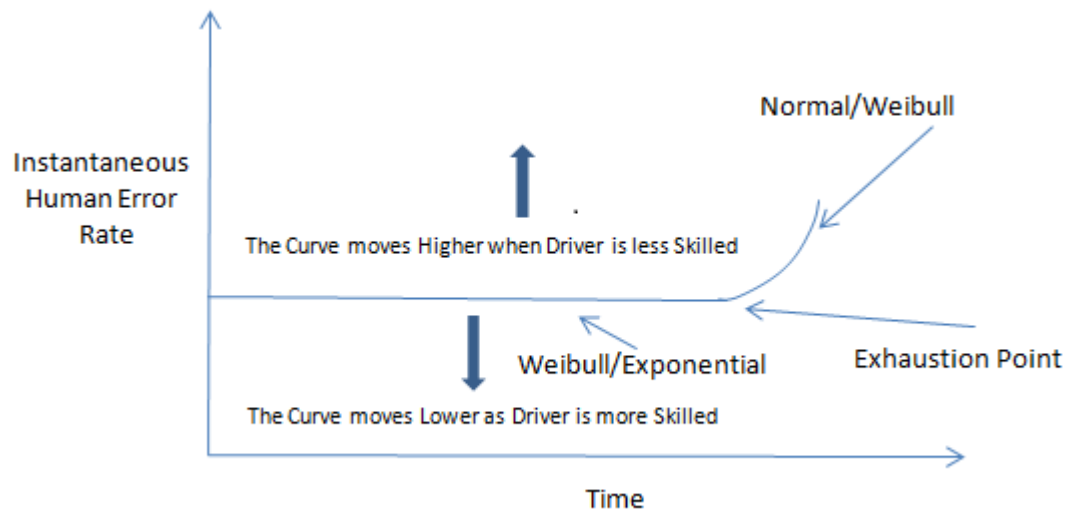 Normal/Weibull
Instantaneous
Human Error
Rate
The Curve moves Higher when Driver is less Skilled
Weibull/Exponential
Exhaustion Point
The Curve moves Lower as Driver is more Skilled
Time